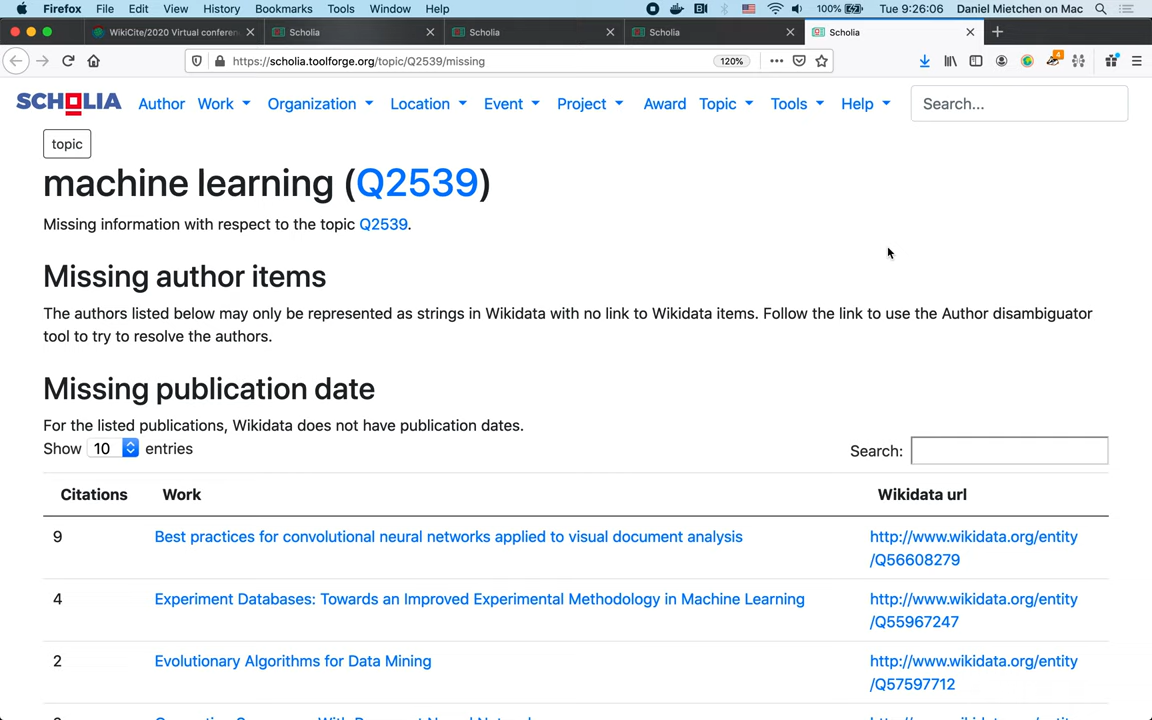 Firefox File Edit View History Bookmarks Tools Window Help 100% Tue 9:26:06 Daniel Mietchen on Mac
WikiCite/2020 Virtual conferen Scholia Scholia Scholia Scholia
https://scholia.toolforge.org/topic/Q2539/missing 120% 4
SCHOLIA Author Work Organization Location Event Project Award Topic Tools Help Search...
topic
machine learning (Q2539)
Missing information with respect to the topic Q2539.
Missing author items
The authors listed below may only be represented as strings in Wikidata with no link to Wikidata items. Follow the link to use the Author disambiguator
tool to try to resolve the authors.
Missing publication date
For the listed publications, Wikidata does not have publication dates.
Show 10 entries Search:
Citations Work Wikidata url
9 Best practices for convolutional neural networks applied to visual document analysis http://www.wikidata.org/entity
/Q56608279
4 Experiment Databases: Towards an Improved Experimental Methodology in Machine Learning http://www.wikidata.org/entity
/Q55967247
2 Evolutionary Algorithms for Data Mining http://www.wikidata.org/entity
/Q57597712